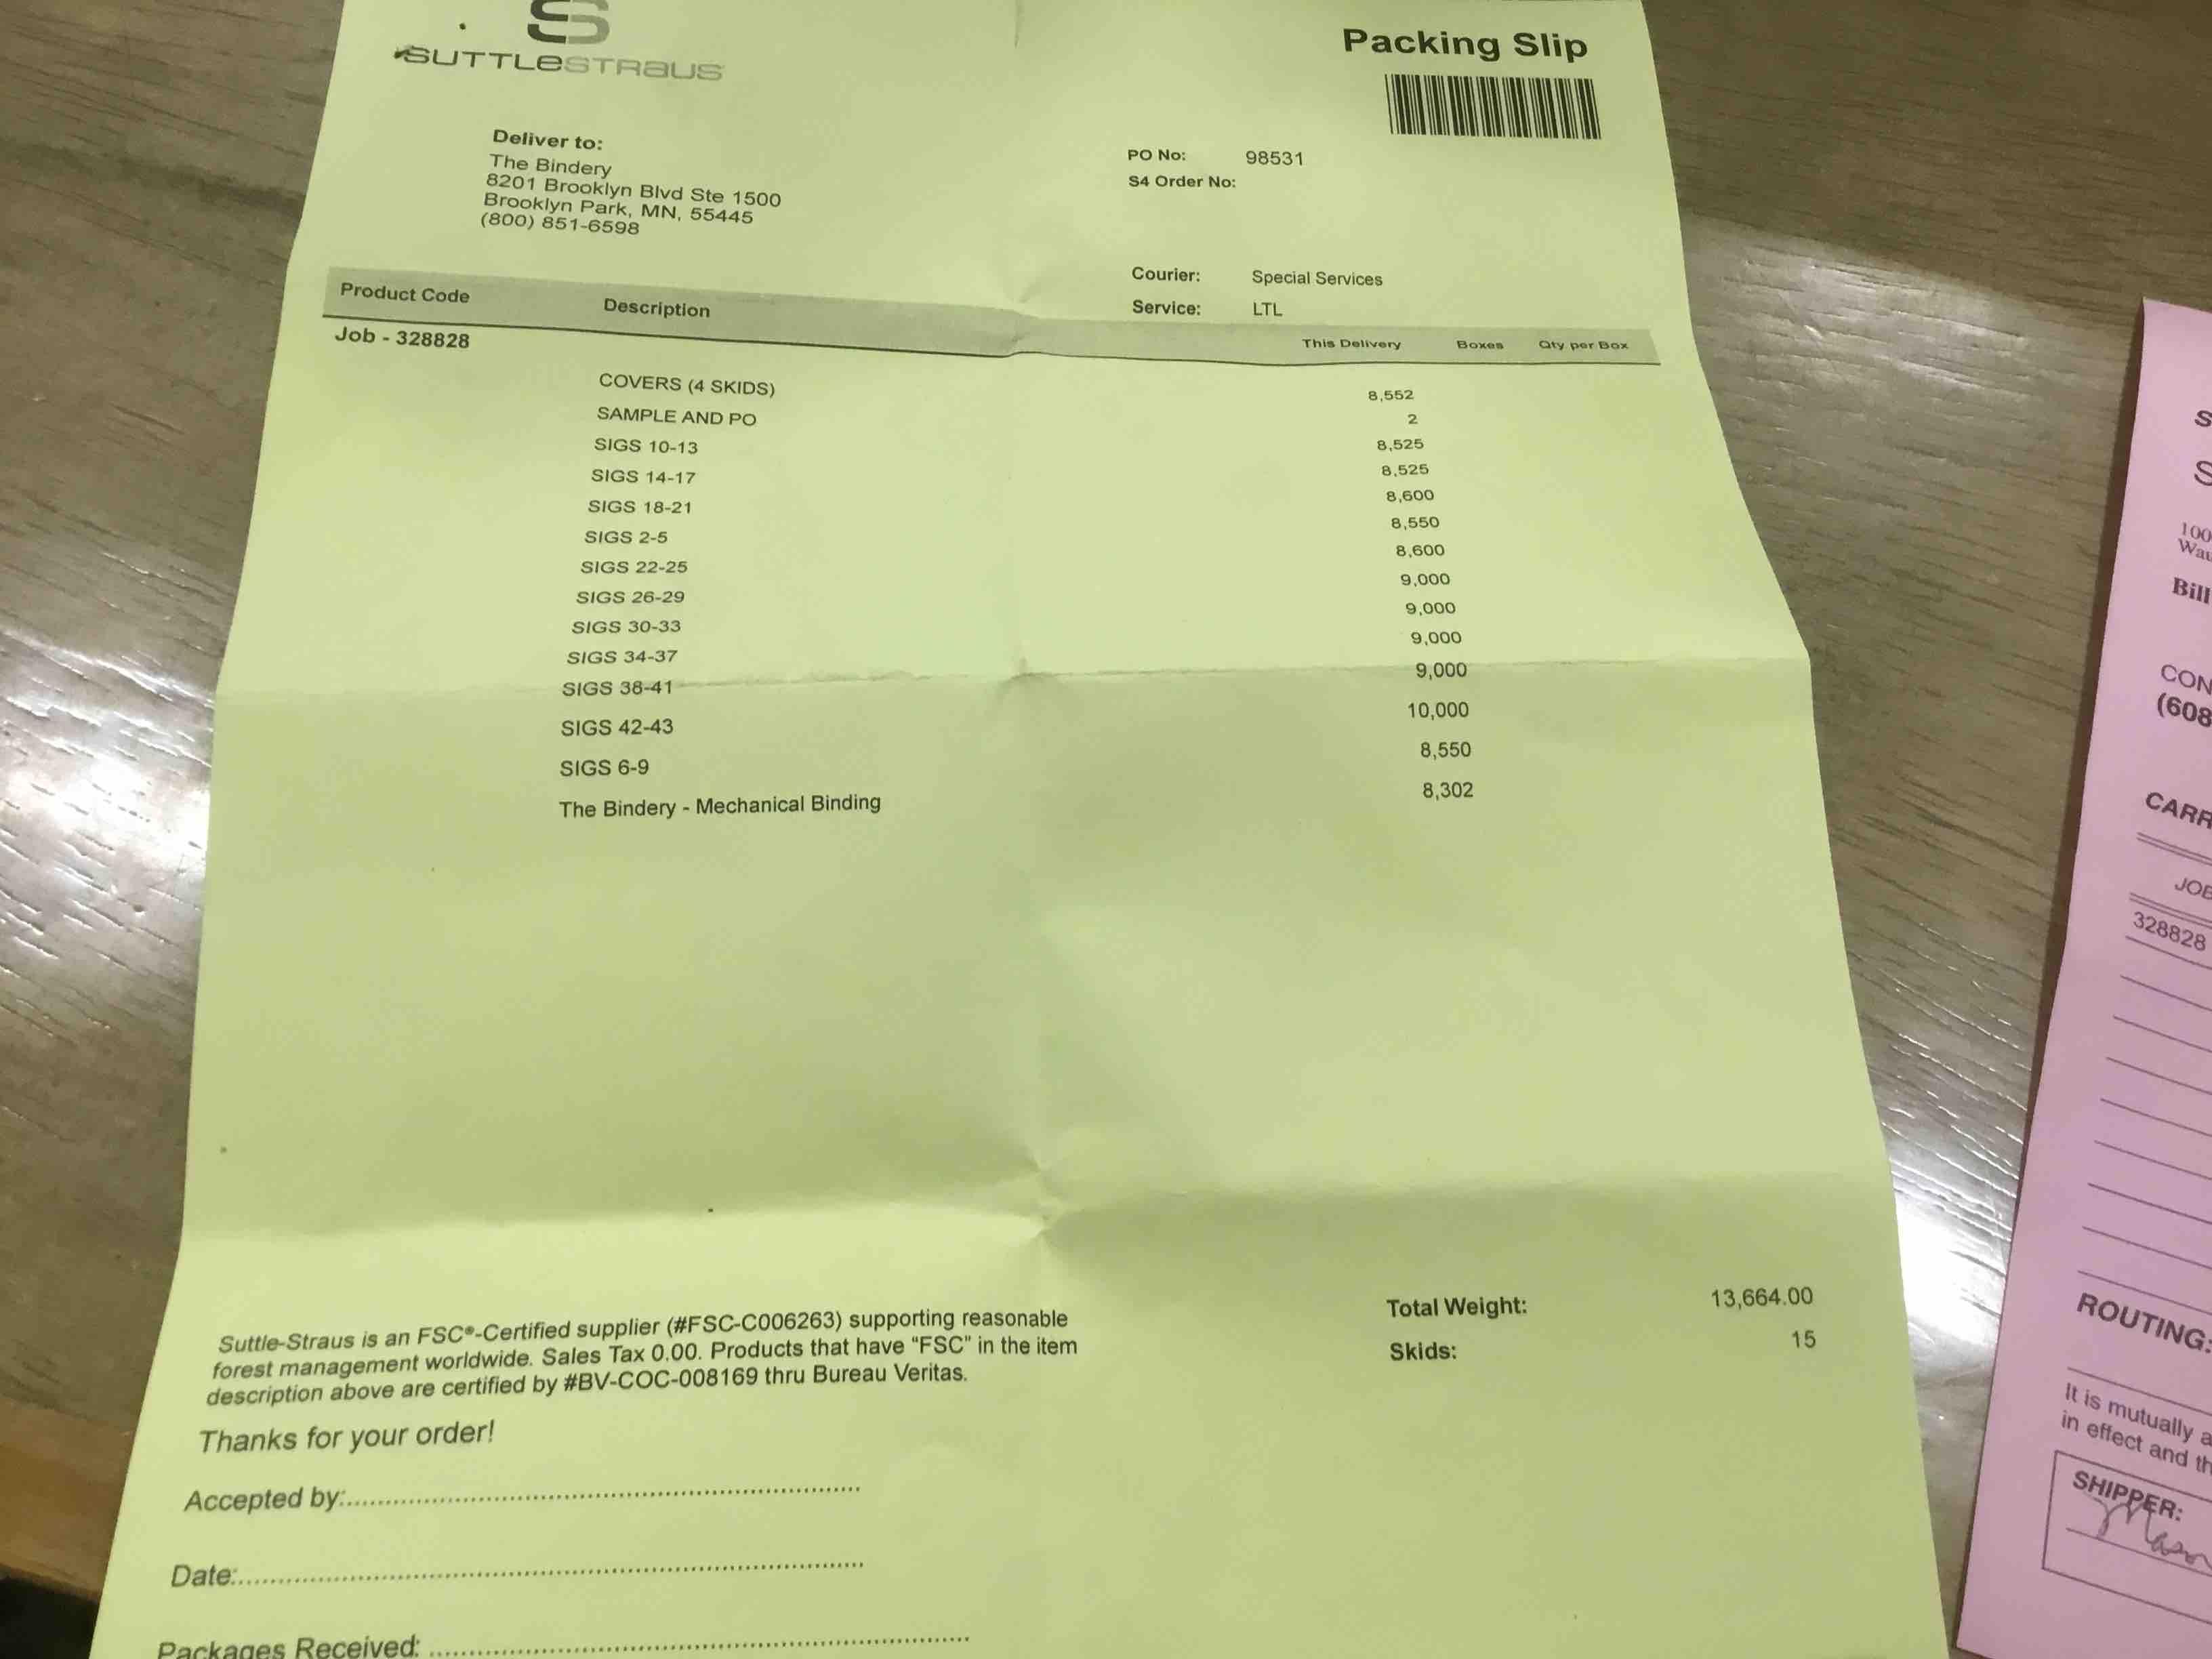 SUTTLESTRAUS
Packing Slip
Deliver to:
The Bindery
8201 Brooklyn Blvd Ste 1500
Brooklyn Park, MN, 55445
(800) 851-6598
PO No: 98531
S4 Order No:
Courier: Special Services
Service: LTL
Product Code Description This Delivery Boxes Qty per Box
Job - 328828
COVERS (4 SKIDS) 8,552
SAMPLE AND PO 2
SIGS 10-13 8,525
SIGS 14-17 8,525
SIGS 18-21 8,600
SIGS 2-5 8,550
SIGS 22-25 8,600
SIGS 26-29 9,000
SIGS 30-33 9,000
SIGS 34-37 9,000
SIGS 38-41 9,000
SIGS 42-43 10,000
SIGS 6-9 8,550
The Bindery - Mechanical Binding 8,302
Suttle-Straus is an FSC®-Certified supplier (#FSC-C006263) supporting reasonable
forest management worldwide. Sales Tax 0.00. Products that have “FSC” in the item
description above are certified by #BV-COC-008169 thru Bureau Veritas.
Total Weight: 13,664.00
Skids: 15
Thanks for your order!
Accepted by:
Date:
Packages Received:
S
S
100
Wau
Bill
CON
(608
CARR
JOB
328828
ROUTING:
It is mutually a
in effect and th
SHIPPER: